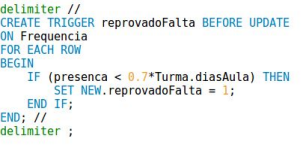 delimiter //
CREATE TRIGGER reprovadoFalta BEFORE UPDATE
ON Frequencia
FOR EACH ROW
BEGIN
    IF (presenca < 0.7*Turma.diasAula) THEN
        SET NEW.reprovadoFalta = 1;
    END IF;
END; //
delimiter ;